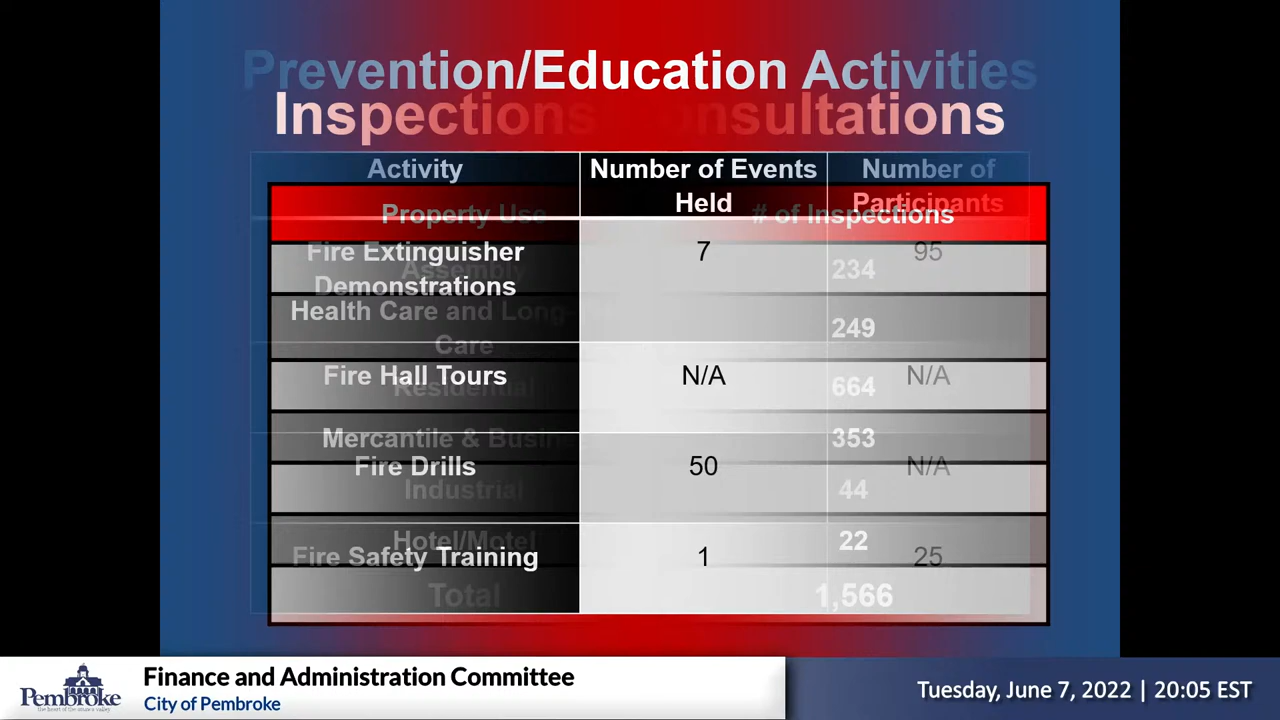 Prevention/Education Activities
Inspections Consultations
Activity
Number of Events
Held
Number of
Participants
Property Use
# of Inspections
Fire Extinguisher
Demonstrations
7
95
Assembly
234
Health Care and Long-
Care
249
Fire Hall Tours
N/A
N/A
Residential
664
Mercantile &
353
Fire Drills
50
N/A
Industrial
44
Hotel/Motel
22
Fire Safety Training
1
25
Total
1,566
Pembroke
Finance and Administration Committee
City of Pembroke
Tuesday, June 7, 2022 | 20:05 EST